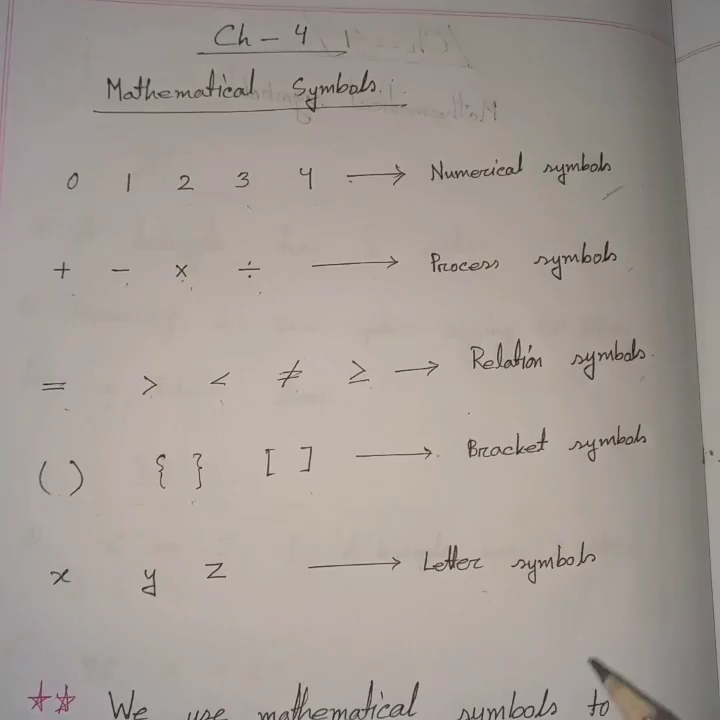 Ch - 4
Mathematical Symbols.
0 1 2 3 4 → Numerical symbols
+ − × ÷ → Process symbols
= > < ≠ ≥ → Relation symbols.
( ) { } [ ] → Bracket symbols
x y z → Letter symbols
☆☆ We use mathematical symbols to